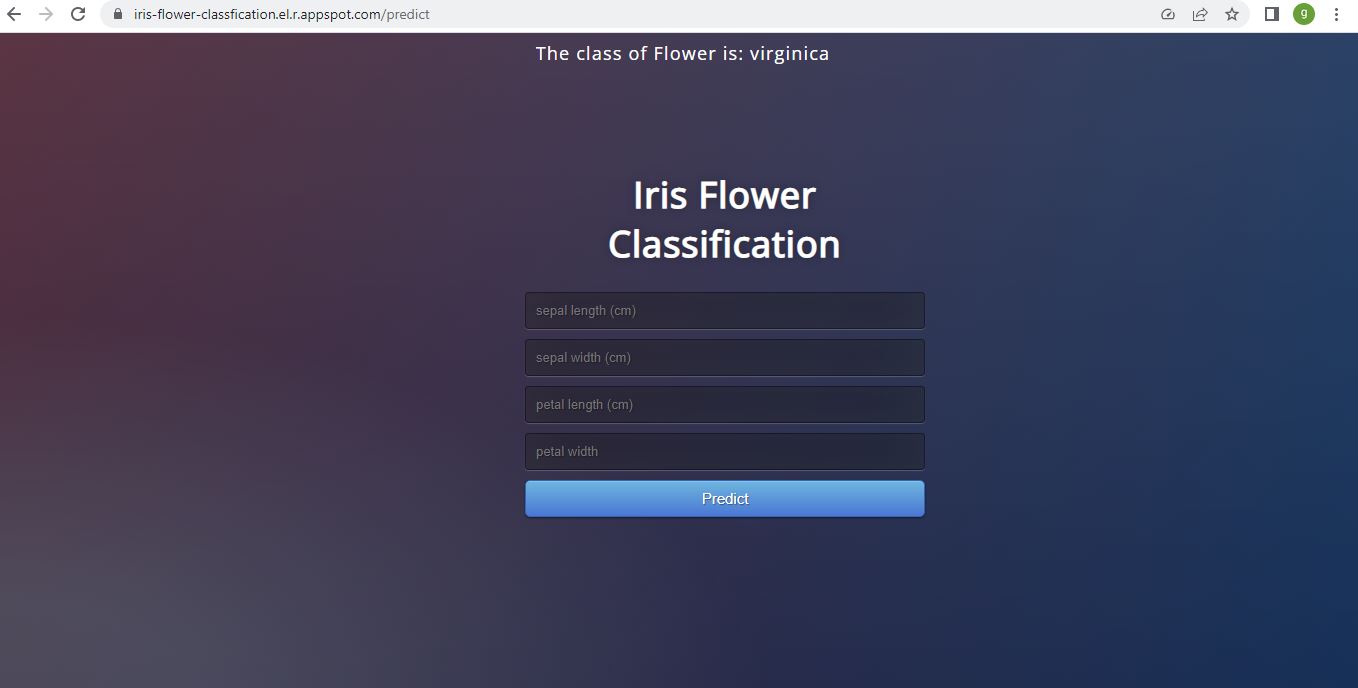 iris-flower-classfication.el.r.appspot.com/predict
g
The class of Flower is: virginica
Iris Flower
Classification
sepal length (cm)
sepal width (cm)
petal length (cm)
petal width
Predict